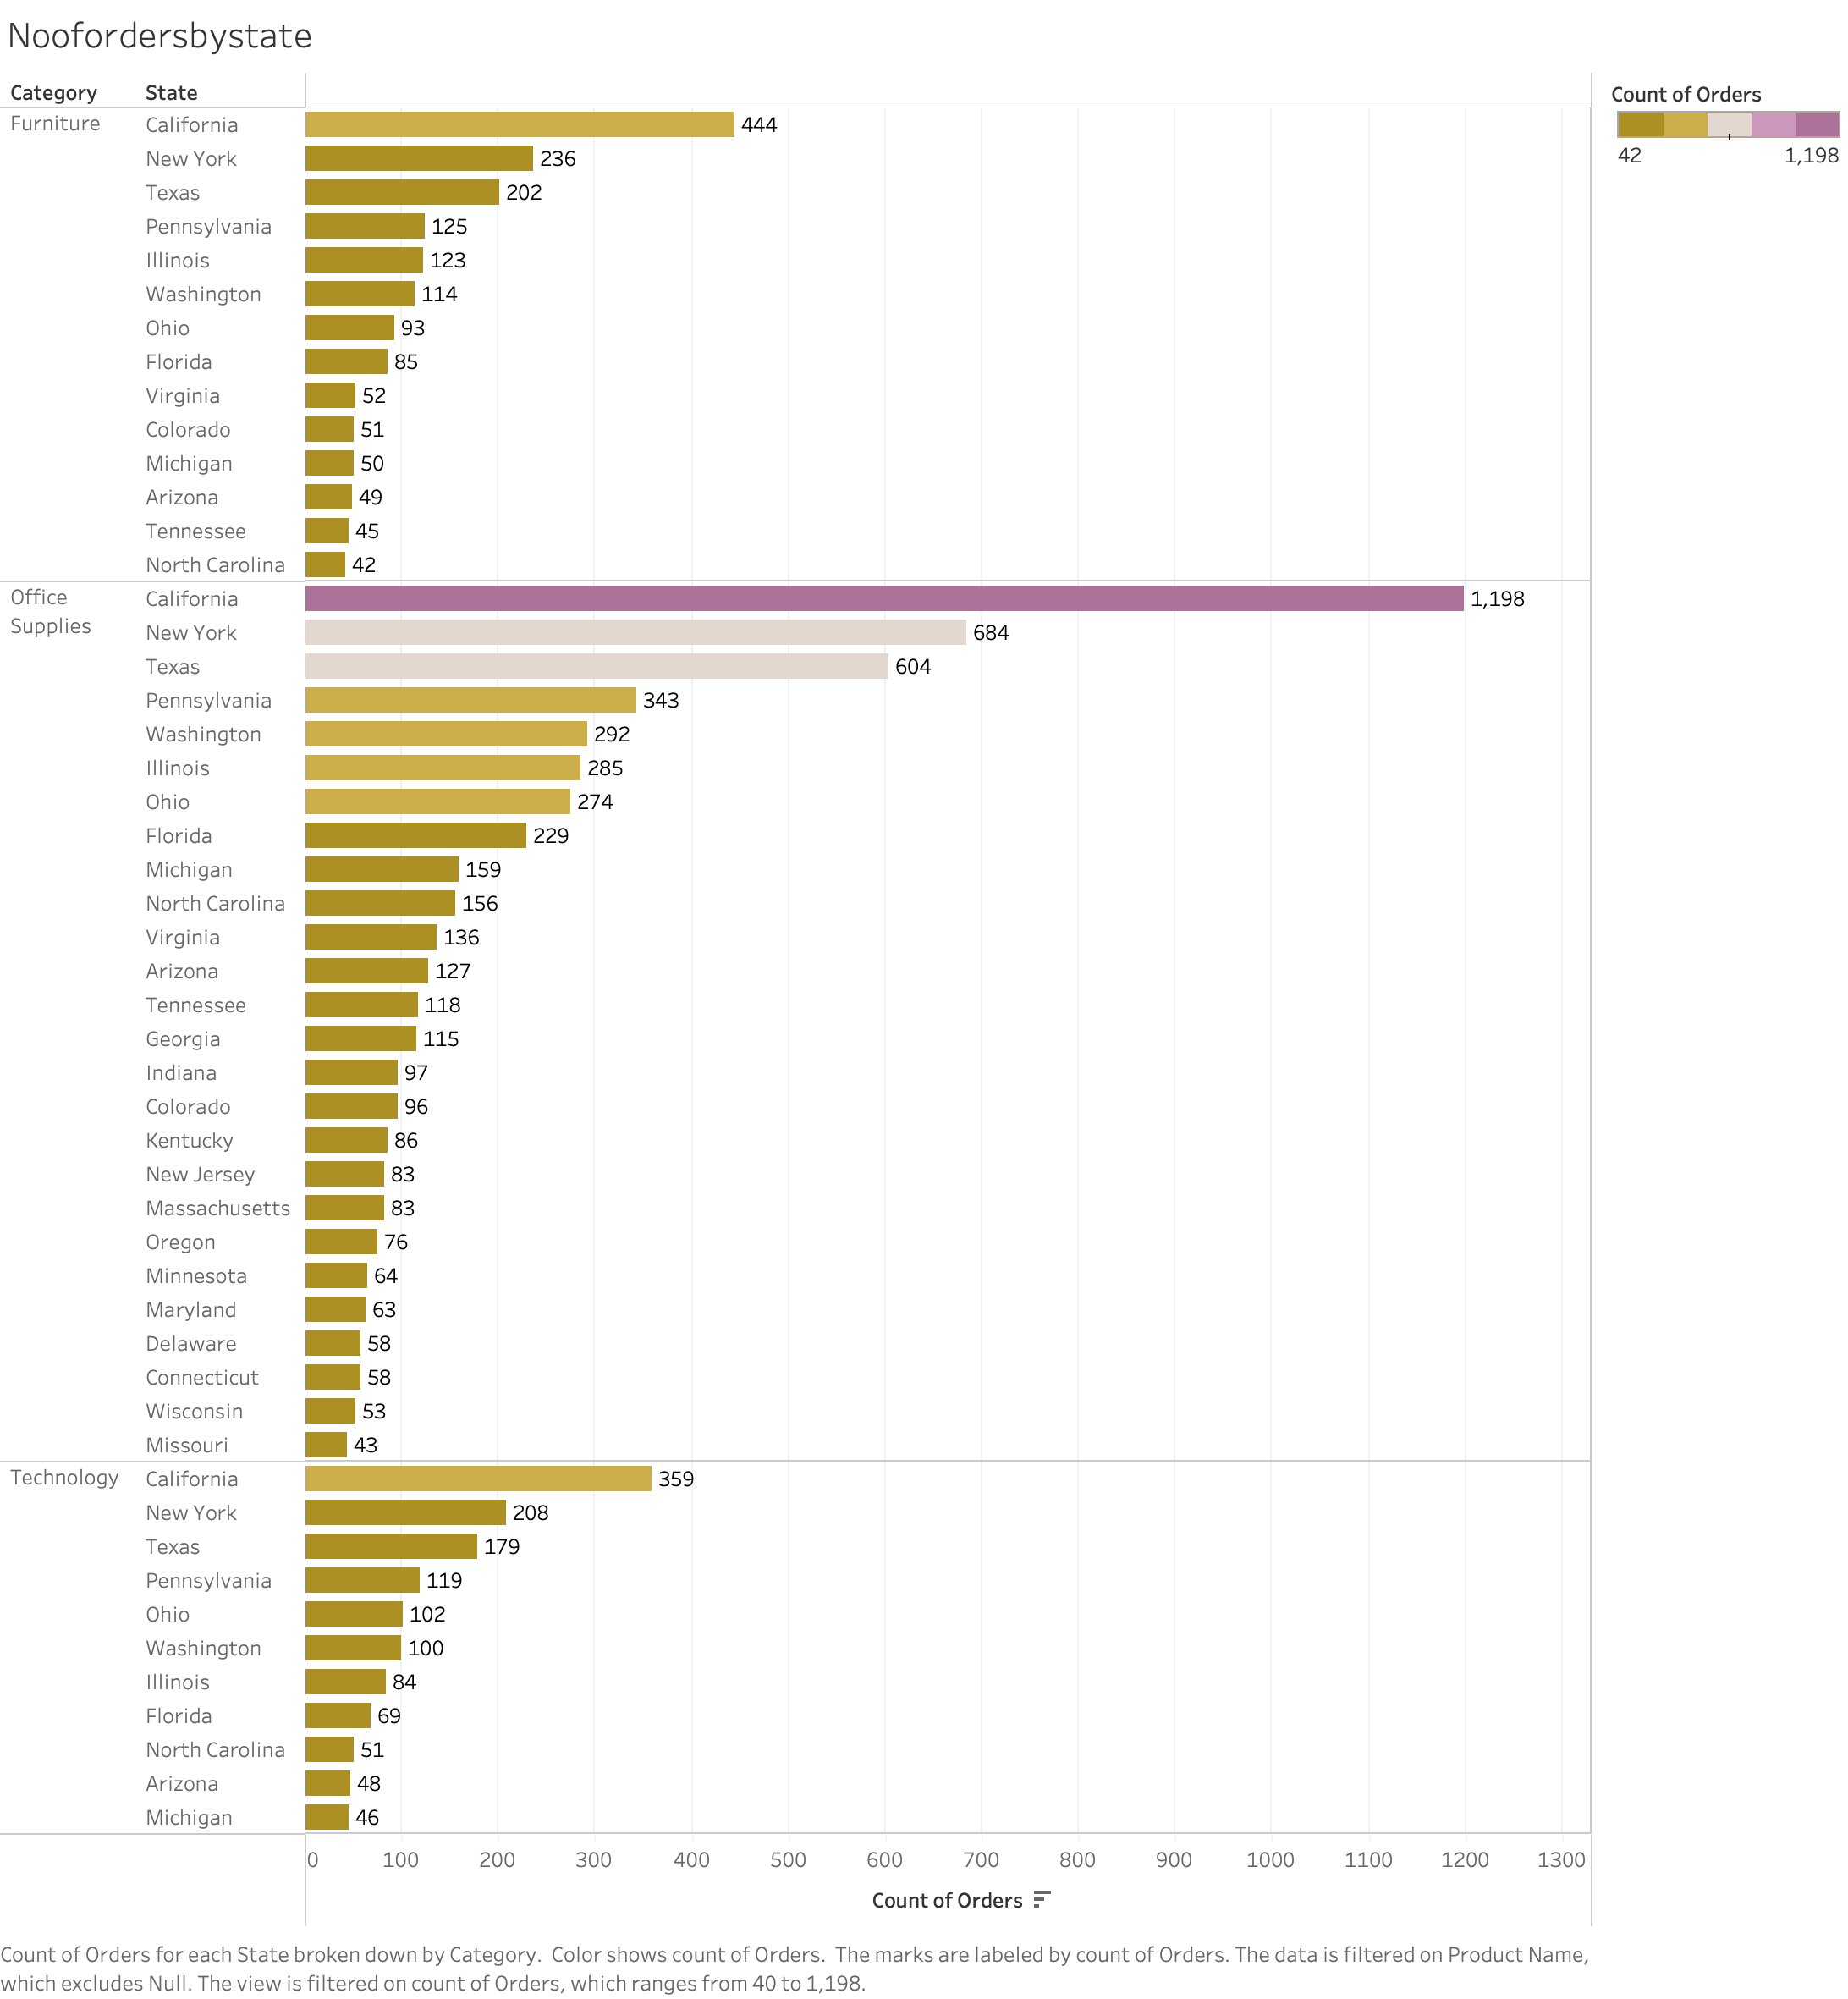 Noofordersbystate
Category State
Count of Orders
42 1,198
Furniture California 444
New York 236
Texas 202
Pennsylvania 125
Illinois 123
Washington 114
Ohio 93
Florida 85
Virginia 52
Colorado 51
Michigan 50
Arizona 49
Tennessee 45
North Carolina 42
Office
Supplies
California 1,198
New York 684
Texas 604
Pennsylvania 343
Washington 292
Illinois 285
Ohio 274
Florida 229
Michigan 159
North Carolina 156
Virginia 136
Arizona 127
Tennessee 118
Georgia 115
Indiana 97
Colorado 96
Kentucky 86
New Jersey 83
Massachusetts 83
Oregon 76
Minnesota 64
Maryland 63
Delaware 58
Connecticut 58
Wisconsin 53
Missouri 43
Technology California 359
New York 208
Texas 179
Pennsylvania 119
Ohio 102
Washington 100
Illinois 84
Florida 69
North Carolina 51
Arizona 48
Michigan 46
0 100 200 300 400 500 600 700 800 900 1000 1100 1200 1300
Count of Orders
Count of Orders for each State broken down by Category.  Color shows count of Orders.  The marks are labeled by count of Orders. The data is filtered on Product Name,
which excludes Null. The view is filtered on count of Orders, which ranges from 40 to 1,198.